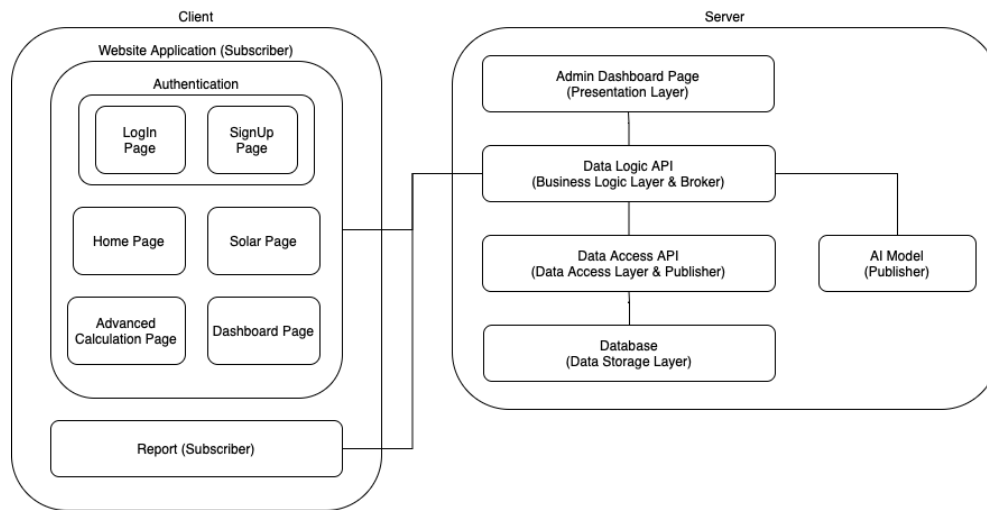 Client
Website Application (Subscriber)
Authentication
LogIn
Page
SignUp
Page
Home Page
Solar Page
Advanced
Calculation Page
Dashboard Page
Report (Subscriber)
Server
Admin Dashboard Page
(Presentation Layer)
Data Logic API
(Business Logic Layer & Broker)
Data Access API
(Data Access Layer & Publisher)
AI Model
(Publisher)
Database
(Data Storage Layer)